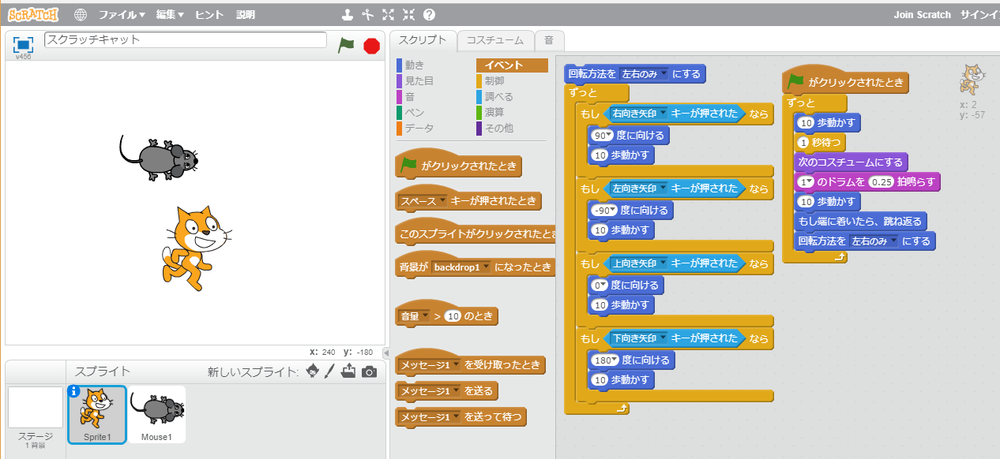 SCRATCH ファイル▼ 編集▼ ヒント 説明 ? Join Scratch サインイ
スクラッチキャット
v456
x: 240 y: -180
スプライト 新しいスプライト:
ステージ
1 背景
i
Sprite1
Mouse1
スクリプト コスチューム 音
動き イベント
見た目 制御
音 調べる
ペン 演算
データ その他
がクリックされたとき
スペース▼ キーが押されたとき
このスプライトがクリックされたとき
背景が backdrop1▼ になったとき
音量▼ > 10 のとき
メッセージ1▼ を受け取ったとき
メッセージ1▼ を送る
メッセージ1▼ を送って待つ
回転方法を 左右のみ▼ にする
ずっと
もし 右向き矢印▼ キーが押された なら
90▼ 度に向ける
10 歩動かす
もし 左向き矢印▼ キーが押された なら
-90▼ 度に向ける
10 歩動かす
もし 上向き矢印▼ キーが押された なら
0▼ 度に向ける
10 歩動かす
もし 下向き矢印▼ キーが押された なら
180▼ 度に向ける
10 歩動かす
がクリックされたとき
ずっと
10 歩動かす
1 秒待つ
次のコスチュームにする
1▼ のドラムを 0.25 拍鳴らす
10 歩動かす
もし端に着いたら、跳ね返る
回転方法を 左右のみ▼ にする
x: 2
y: -57